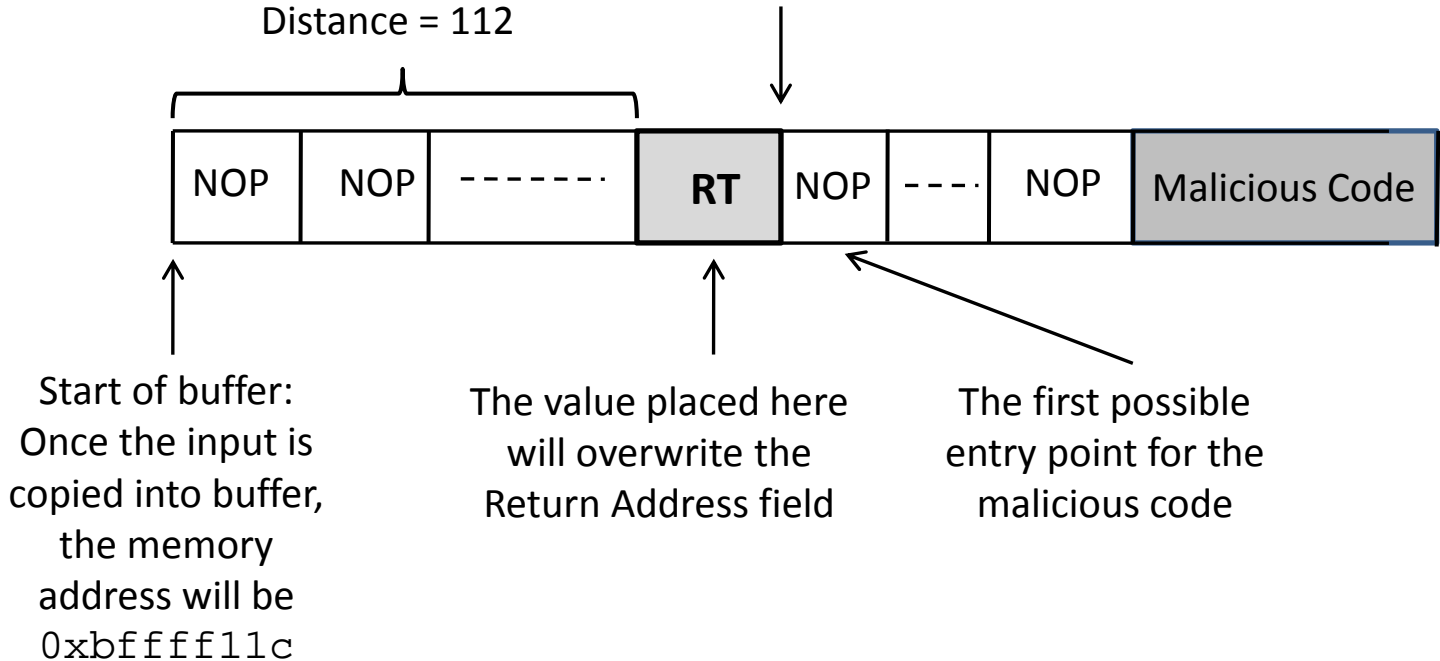 Distance = 112
NOP NOP RT NOP NOP Malicious Code
Start of buffer:
Once the input is
copied into buffer,
the memory
address will be
0xbffff11c
The value placed here
will overwrite the
Return Address field
The first possible
entry point for the
malicious code